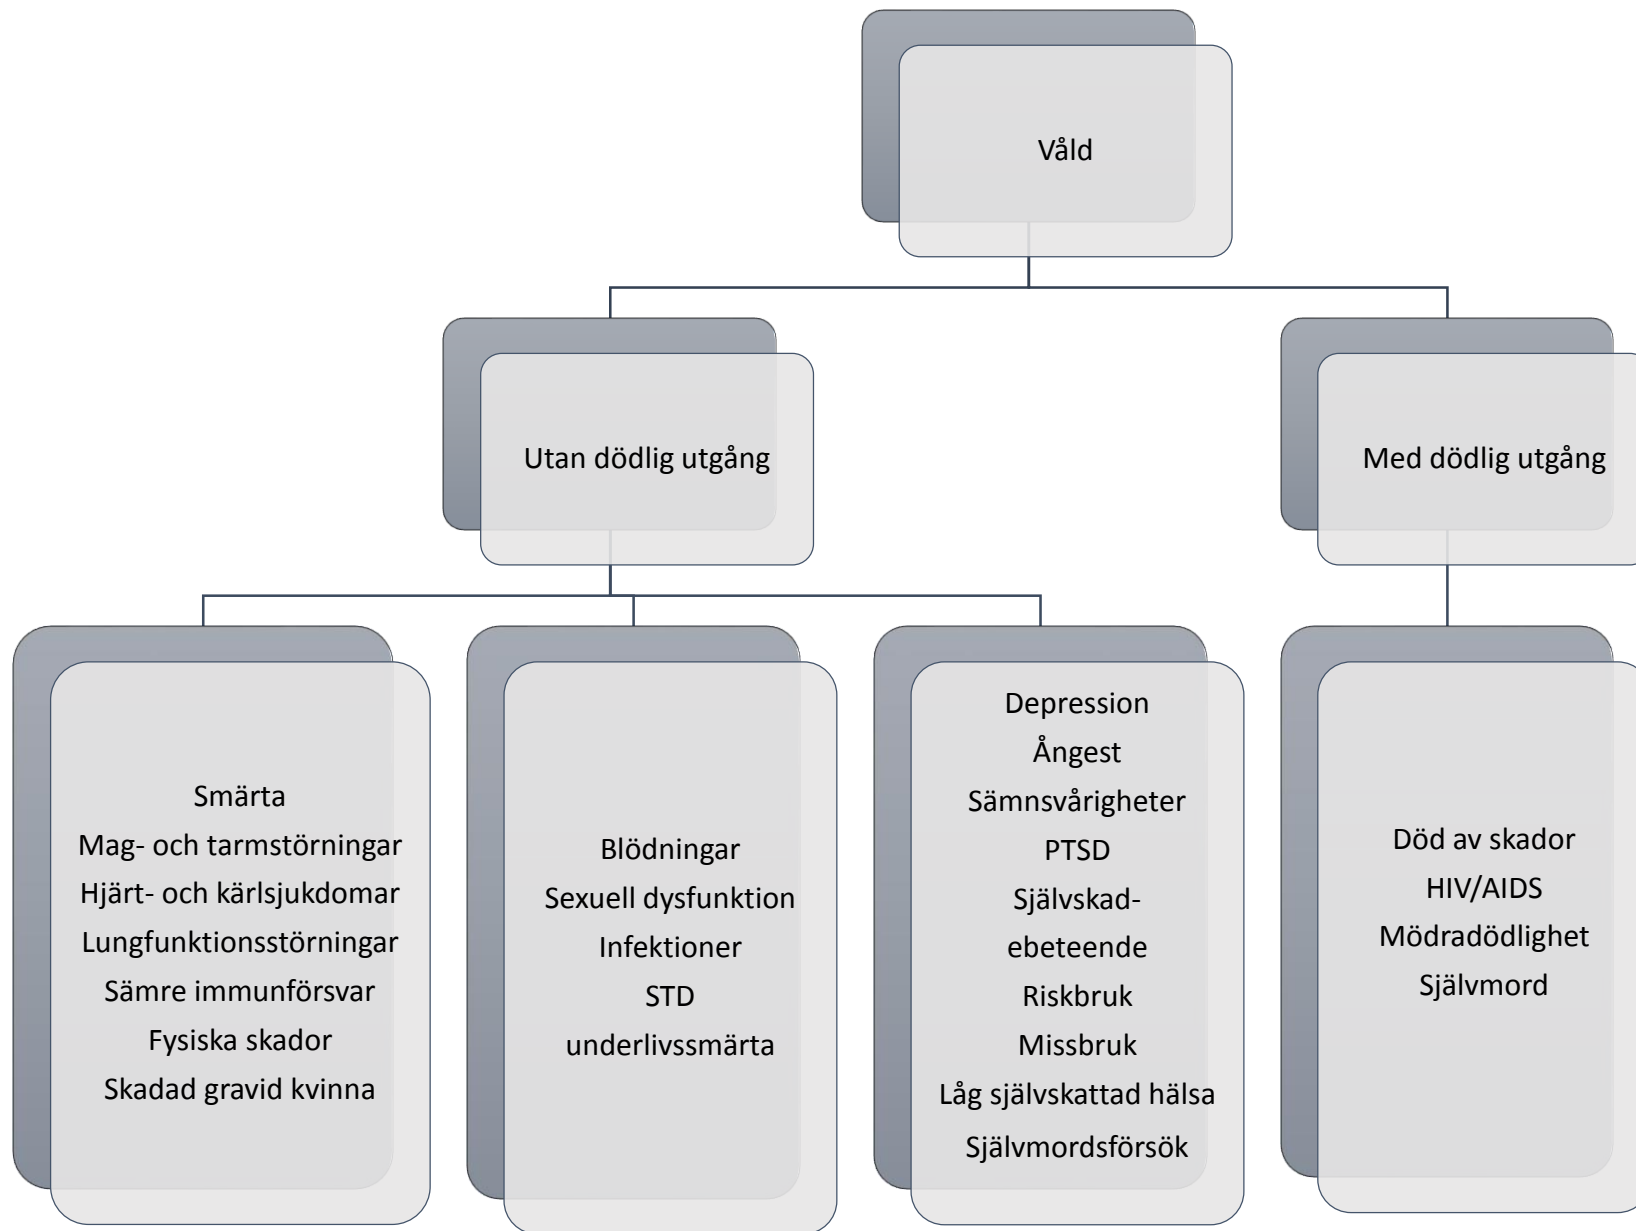 Våld
Utan dödlig utgång
Med dödlig utgång
Smärta
Mag- och tarmstörningar
Hjärt- och kärlsjukdomar
Lungfunktionsstörningar
Sämre immunförsvar
Fysiska skador
Skadad gravid kvinna
Blödningar
Sexuell dysfunktion
Infektioner
STD
underlivssmärta
Depression
Ångest
Sämnsvårigheter
PTSD
Självskad-
ebeteende
Riskbruk
Missbruk
Låg självskattad hälsa
Självmordsförsök
Död av skador
HIV/AIDS
Mödradödlighet
Självmord